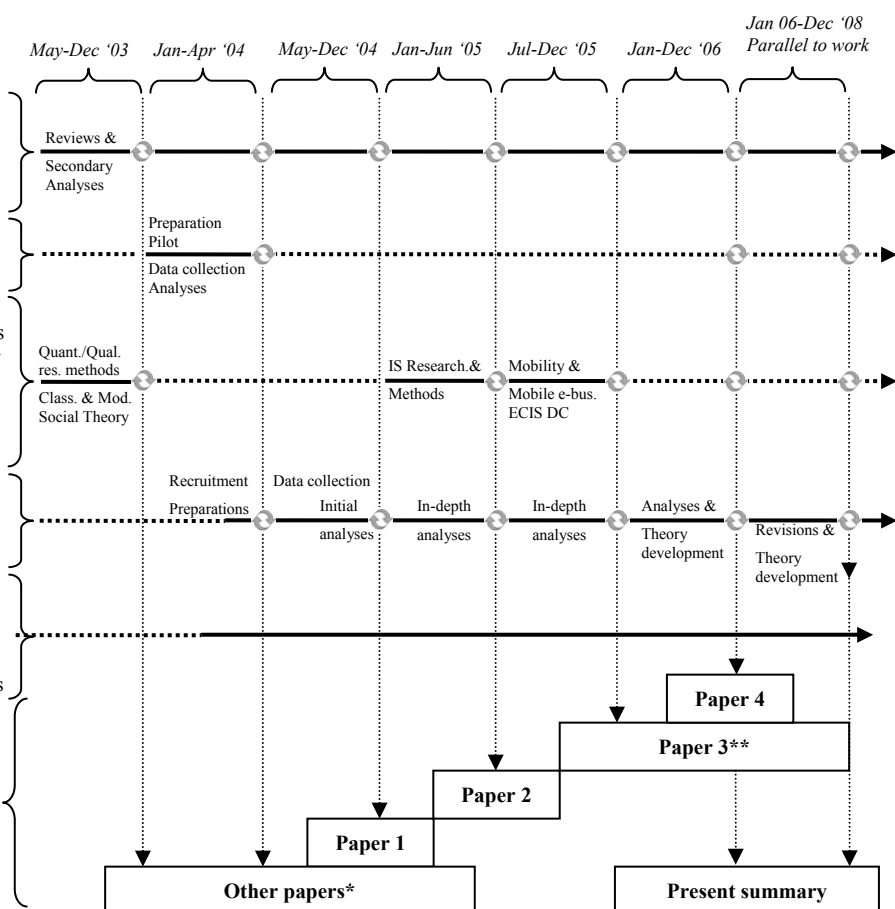 Jan 06-Dec ‘08
May-Dec ‘03 Jan-Apr ‘04 May-Dec ‘04 Jan-Jun ‘05 Jul-Dec ‘05 Jan-Dec ‘06 Parallel to work
Reviews &
Secondary
Analyses
Preparation
Pilot
Data collection
Analyses
s
Quant./Qual.
res. methods
Class. & Mod.
Social Theory
IS Research.&
Methods
Mobility &
Mobile e-bus.
ECIS DC
Recruitment
Preparations
Data collection
Initial
analyses
In-depth
analyses
In-depth
analyses
Analyses &
Theory
development
Revisions &
Theory
development
s
Paper 4
Paper 3**
Paper 2
Paper 1
Other papers*
Present summary